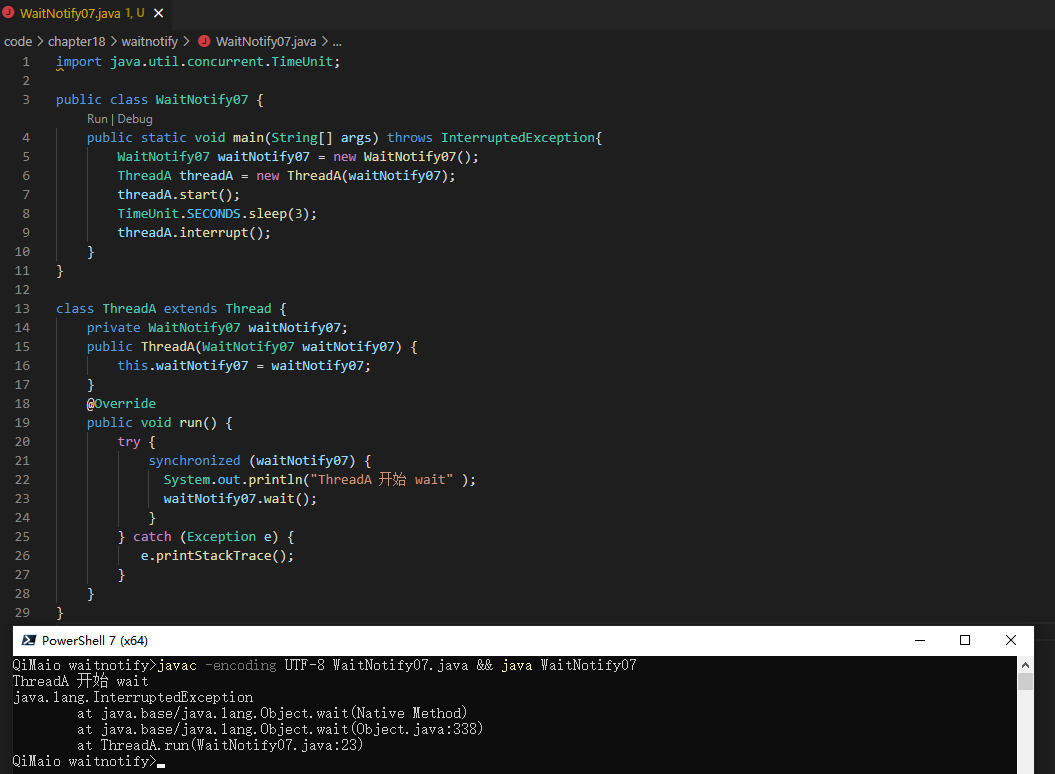 WaitNotify07.java 1, U
code > chapter18 > waitnotify > WaitNotify07.java > ...
1 import java.util.concurrent.TimeUnit;
2
3 public class WaitNotify07 {
Run | Debug
4 public static void main(String[] args) throws InterruptedException{
5 WaitNotify07 waitNotify07 = new WaitNotify07();
6 ThreadA threadA = new ThreadA(waitNotify07);
7 threadA.start();
8 TimeUnit.SECONDS.sleep(3);
9 threadA.interrupt();
10 }
11 }
12
13 class ThreadA extends Thread {
14 private WaitNotify07 waitNotify07;
15 public ThreadA(WaitNotify07 waitNotify07) {
16 this.waitNotify07 = waitNotify07;
17 }
18 @Override
19 public void run() {
20 try {
21 synchronized (waitNotify07) {
22 System.out.println("ThreadA 开始 wait" );
23 waitNotify07.wait();
24 }
25 } catch (Exception e) {
26 e.printStackTrace();
27 }
28 }
29 }
PowerShell 7 (x64)
QiMaio waitnotify>javac -encoding UTF-8 WaitNotify07.java && java WaitNotify07
ThreadA 开始 wait
java.lang.InterruptedException
at java.base/java.lang.Object.wait(Native Method)
at java.base/java.lang.Object.wait(Object.java:338)
at ThreadA.run(WaitNotify07.java:23)
QiMaio waitnotify>